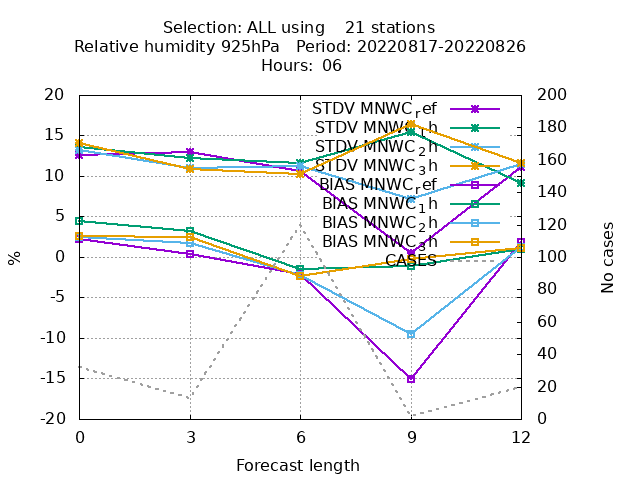 Selection: ALL using    21 stations
Relative humidity 925hPa   Period: 20220817-20220826
Hours: 06
STDV MNWC_ref
STDV MNWC_1h
STDV MNWC_2h
STDV MNWC_3h
BIAS MNWC_ref
BIAS MNWC_1h
BIAS MNWC_2h
BIAS MNWC_3h
CASES
20
15
10
5
0
-5
-10
-15
-20
%
200
180
160
140
120
100
80
60
40
20
0
No cases
0 3 6 9 12
Forecast length